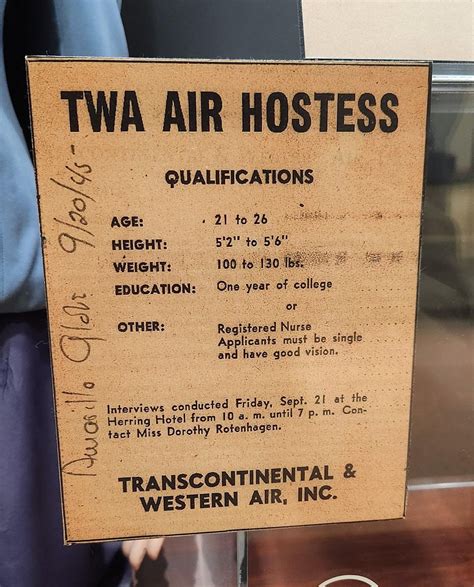 TWA AIR HOSTESS
QUALIFICATIONS
AGE: 21 to 26
HEIGHT: 5'2" to 5'6"
WEIGHT: 100 to 130 lbs.
EDUCATION: One year of college
or
OTHER: Registered Nurse
Applicants must be single
and have good vision.
Interviews conducted Friday, Sept. 21 at the
Herring Hotel from 10 a. m. until 7 p. m. Con-
tact Miss Dorothy Rotenhagen.
TRANSCONTINENTAL &
WESTERN AIR, INC.
Amarillo Globe 9/20/45-